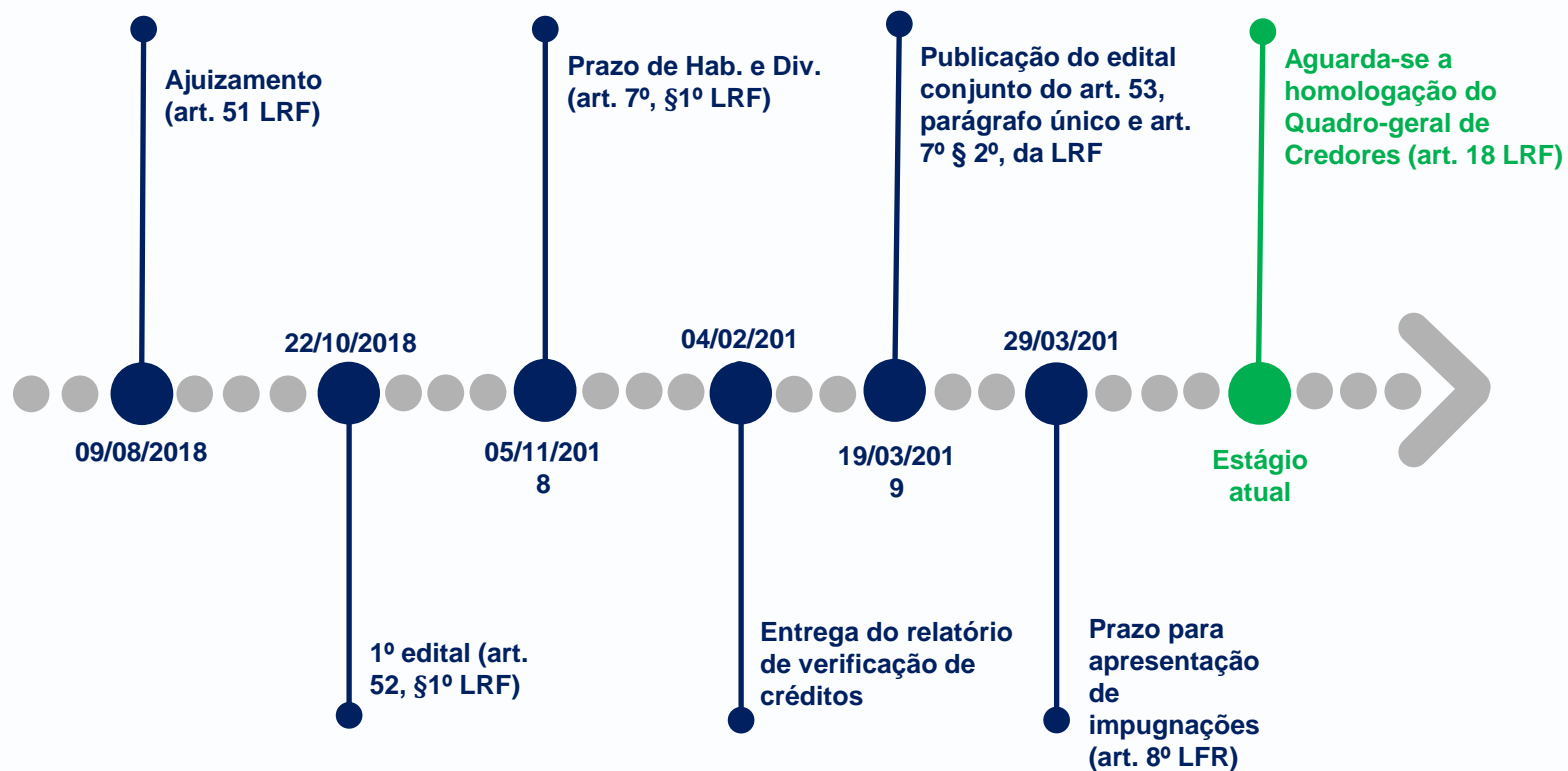 Ajuizamento
(art. 51 LRF)
09/08/2018
22/10/2018
1º edital (art.
52, §1º LRF)
Prazo de Hab. e Div.
(art. 7º, §1º LRF)
05/11/201
8
04/02/201
Entrega do relatório
de verificação de
créditos
Publicação do edital
conjunto do art. 53,
parágrafo único e art.
7º § 2º, da LRF
19/03/201
9
29/03/201
Prazo para
apresentação
de
impugnações
(art. 8º LFR)
Aguarda-se a
homologação do
Quadro-geral de
Credores (art. 18 LRF)
Estágio
atual